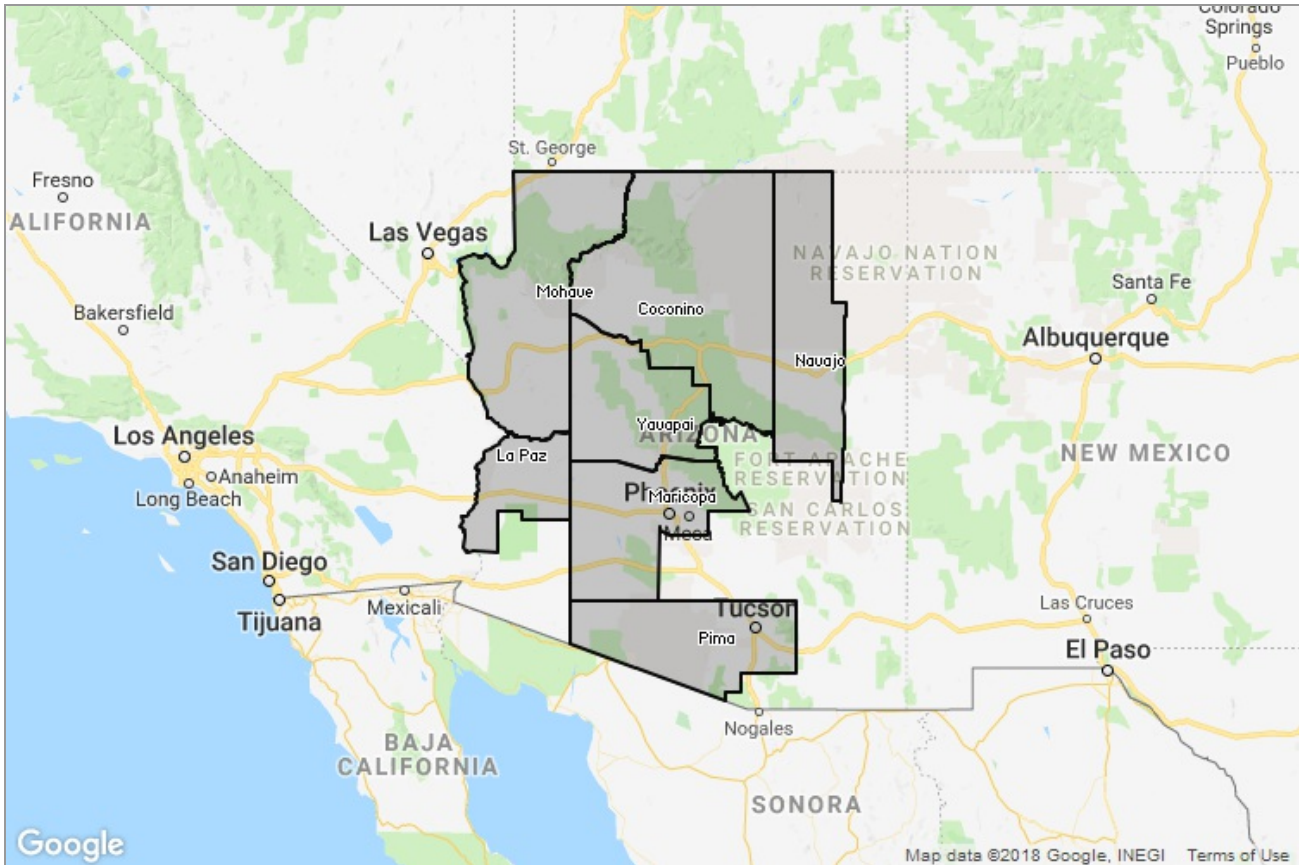 Colorado
Springs
Pueblo
St. George
Fresno
ALIFORNIA
Las Vegas
NAVAJO NATION
RESERVATION
Santa Fe
Mohave
Coconino
Bakersfield
Albuquerque
Navajo
Yavapai
ARIZONA
Los Angeles
La Paz
NEW MEXICO
Anaheim
FORT APACHE
RESERVATION
Long Beach
Phoenix
Maricopa
SAN CARLOS
RESERVATION
Mesa
San Diego
Mexicali
Tijuana
Las Cruces
Tucson
Pima
El Paso
Nogales
BAJA
CALIFORNIA
SONORA
Google
Map data ©2018 Google, INEGI Terms of Use